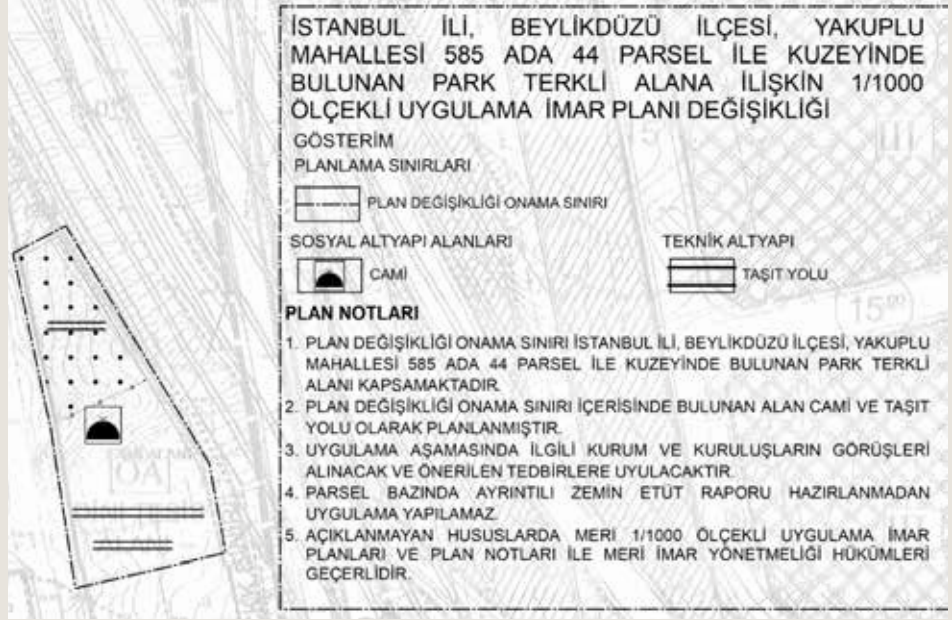 İSTANBUL İLİ, BEYLİKDÜZÜ İLÇESİ, YAKUPLU
MAHALLESİ 585 ADA 44 PARSEL İLE KUZEYİNDE
BULUNAN PARK TERKLİ ALANA İLİŞKİN 1/1000
ÖLÇEKLİ UYGULAMA İMAR PLANI DEĞİŞİKLİĞİ
GÖSTERİM
PLANLAMA SINIRLARI
PLAN DEĞİŞİKLİĞİ ONAMA SINIRI
SOSYAL ALTYAPI ALANLARI
TEKNİK ALTYAPI
CAMİ
TAŞIT YOLU
PLAN NOTLARI
1. PLAN DEĞİŞİKLİĞİ ONAMA SINIRI İSTANBUL İLİ, BEYLİKDÜZÜ İLÇESİ, YAKUPLU
MAHALLESİ 585 ADA 44 PARSEL İLE KUZEYİNDE BULUNAN PARK TERKLİ
ALANI KAPSAMAKTADIR.
2. PLAN DEĞİŞİKLİĞİ ONAMA SINIRI İÇERİSİNDE BULUNAN ALAN CAMİ VE TAŞIT
YOLU OLARAK PLANLANMIŞTIR.
3. UYGULAMA AŞAMASINDA İLGİLİ KURUM VE KURULUŞLARIN GÖRÜŞLERİ
ALINACAK VE ÖNERİLEN TEDBİRLERE UYULACAKTIR.
4. PARSEL BAZINDA AYRINTILI ZEMİN ETÜT RAPORU HAZIRLANMADAN
UYGULAMA YAPILAMAZ.
5. AÇIKLANMAYAN HUSUSLARDA MERİ 1/1000 ÖLÇEKLİ UYGULAMA İMAR
PLANLARI VE PLAN NOTLARI İLE MERİ İMAR YÖNETMELİĞİ HÜKÜMLERİ
GEÇERLİDİR.
15⁰⁰
OA